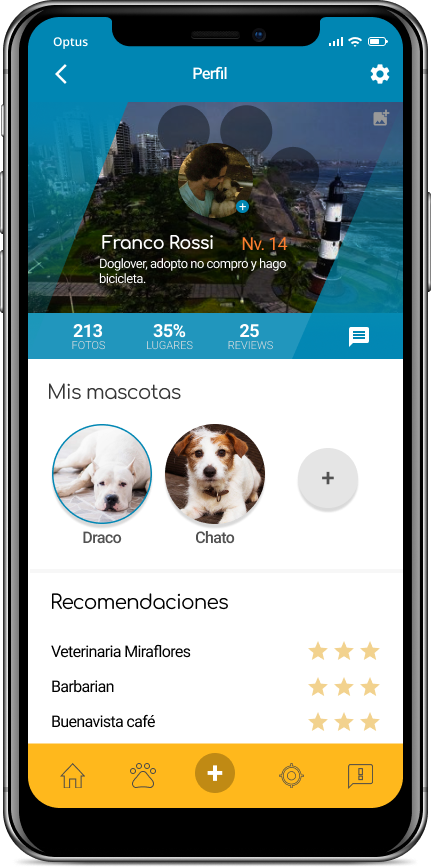 Optus
Perfil
Franco Rossi Nv. 14
Doglover, adopto no compro y hago
bicicleta.
213 35% 25
FOTOS LUGARES REVIEWS
Mis mascotas
+
Draco Chato
Recomendaciones
Veterinaria Miraflores
Barbarian
Buenavista café